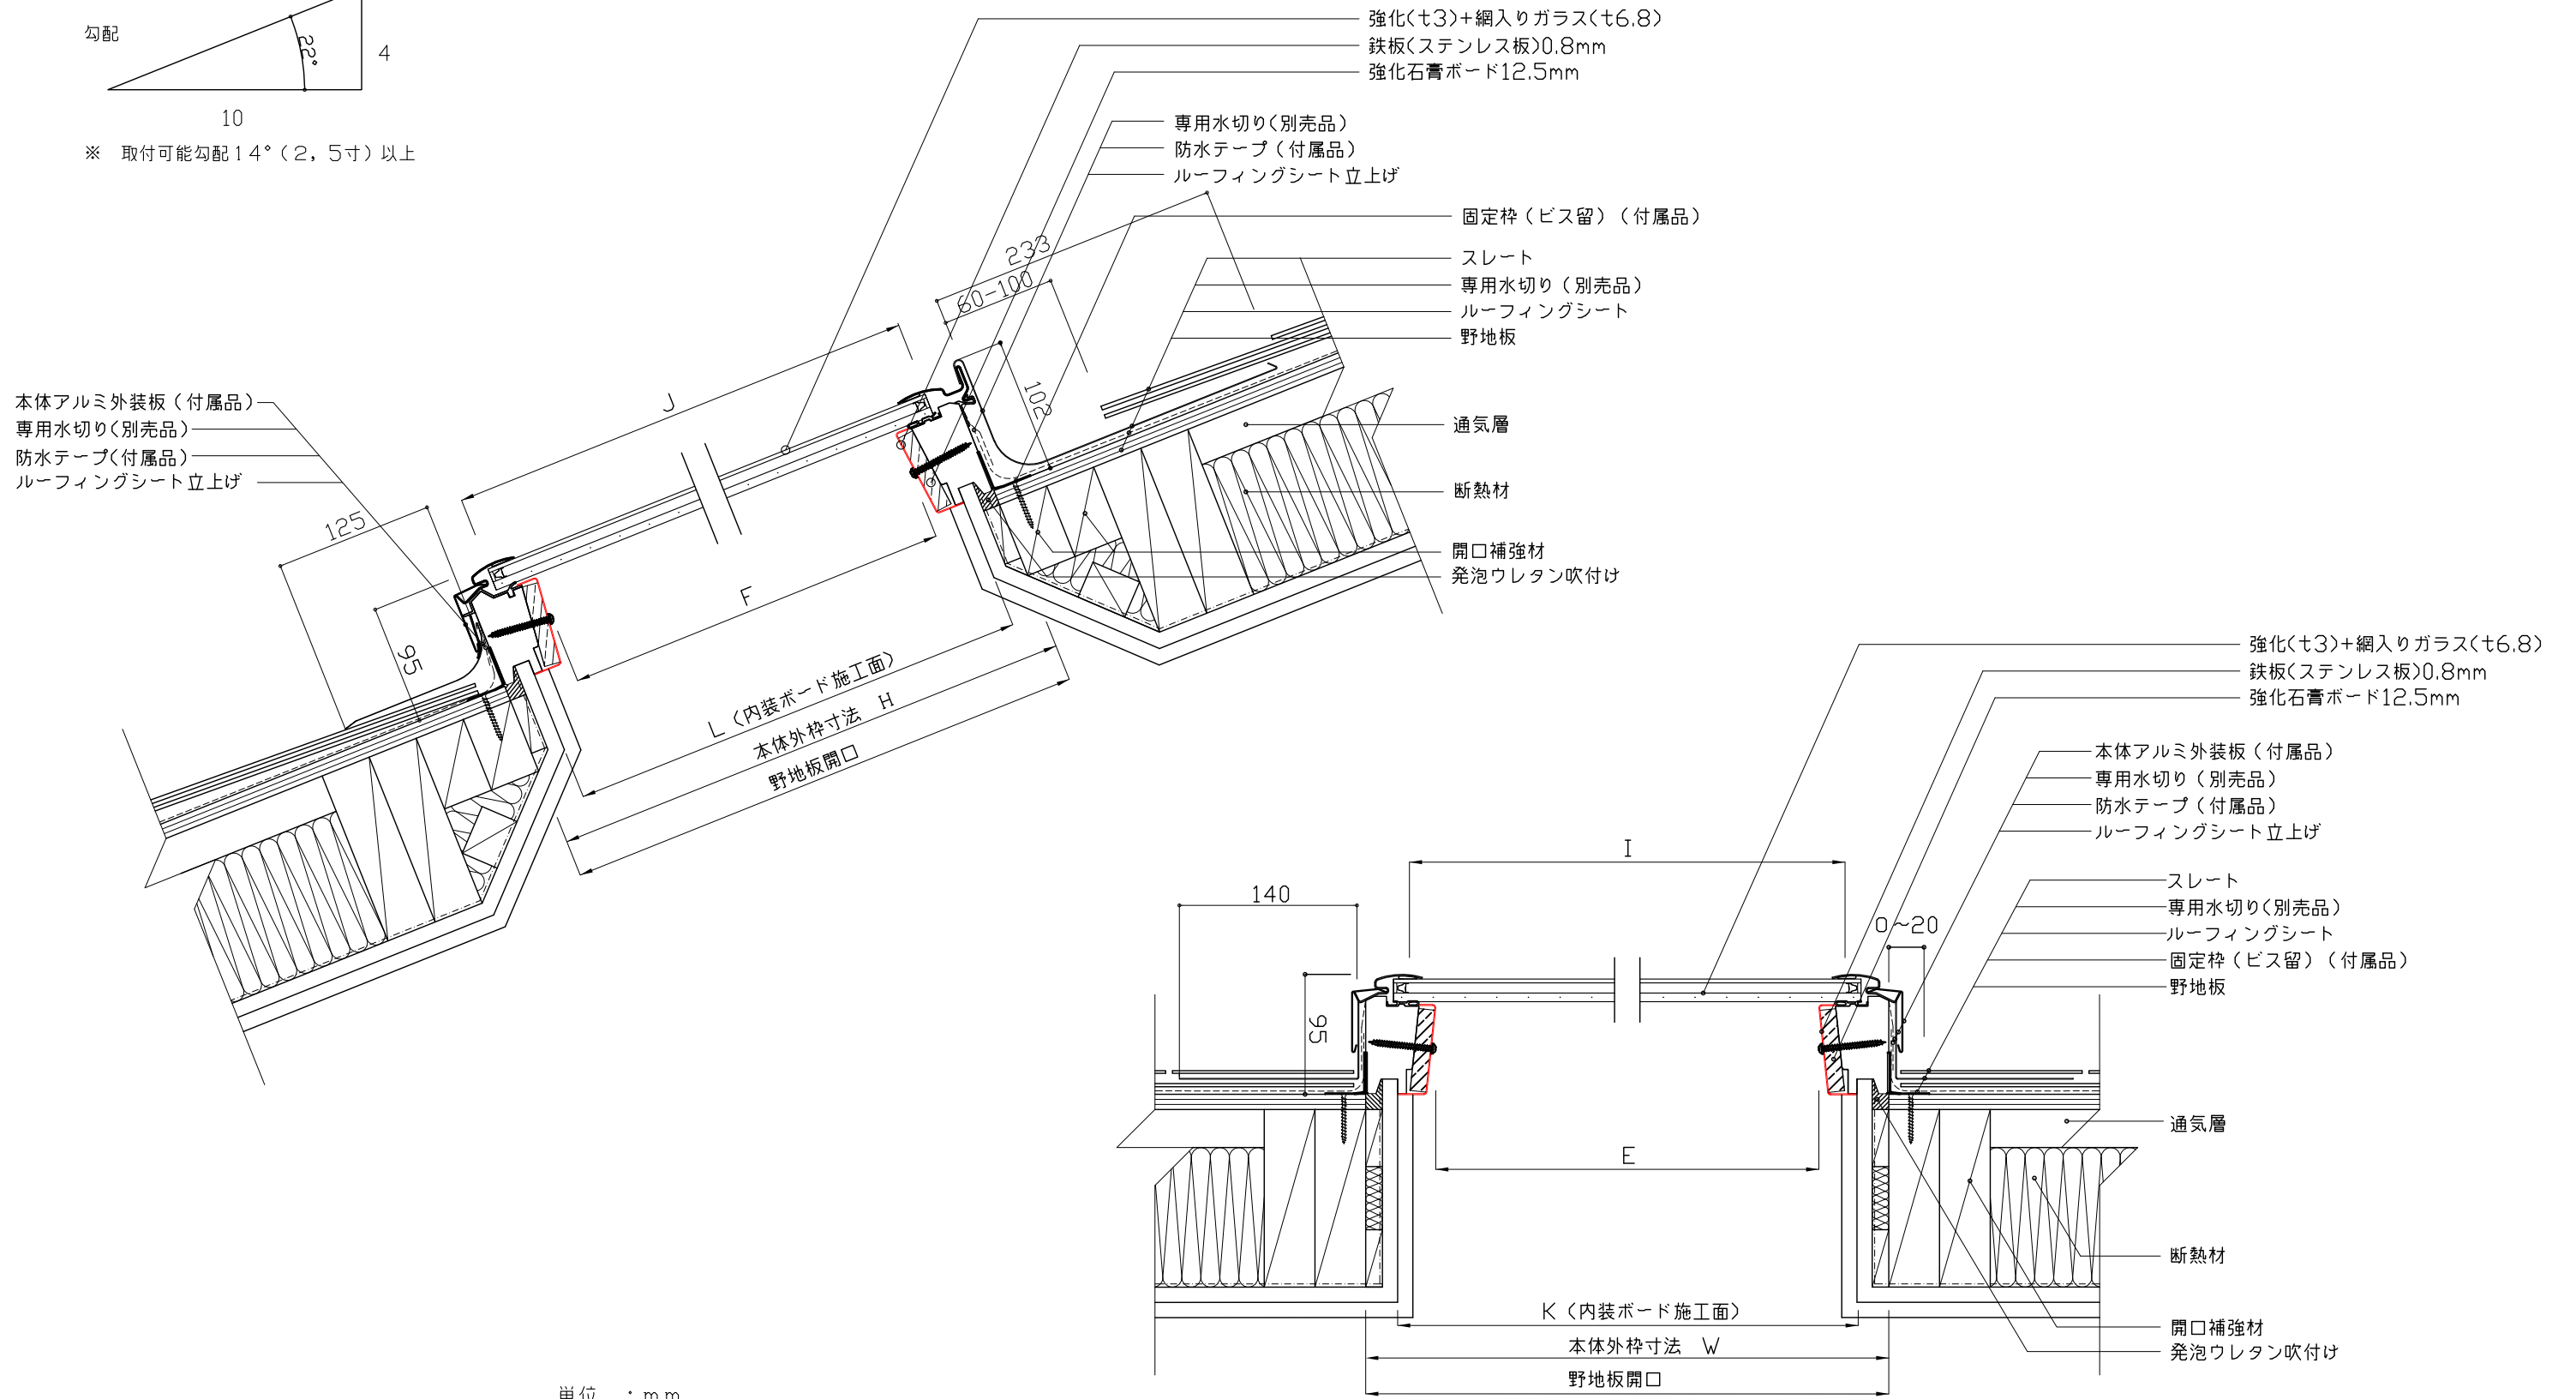 勾配
22°
4
10
※ 取付可能勾配14°(2,5寸)以上
強化(t3)+網入りガラス(t6.8)
鉄板(ステンレス板)0.8mm
強化石膏ボード12.5mm
専用水切り(別売品)
防水テープ(付属品)
ルーフィングシート立上げ
固定枠(ビス留)(付属品)
スレート
専用水切り(別売品)
ルーフィングシート
野地板
通気層
断熱材
開口補強材
発泡ウレタン吹付け
233
60-100
102
J
本体アルミ外装板(付属品)
専用水切り(別売品)
防水テープ(付属品)
ルーフィングシート立上げ
125
95
F
L(内装ボード施工面)
本体外枠寸法 H
野地板開口
強化(t3)+網入りガラス(t6.8)
鉄板(ステンレス板)0.8mm
強化石膏ボード12.5mm
本体アルミ外装板(付属品)
専用水切り(別売品)
防水テープ(付属品)
ルーフィングシート立上げ
スレート
専用水切り(別売品)
ルーフィングシート
固定枠(ビス留)(付属品)
野地板
通気層
断熱材
開口補強材
発泡ウレタン吹付け
I
140
0~20
95
E
K(内装ボード施工面)
本体外枠寸法 W
野地板開口
単位 :mm